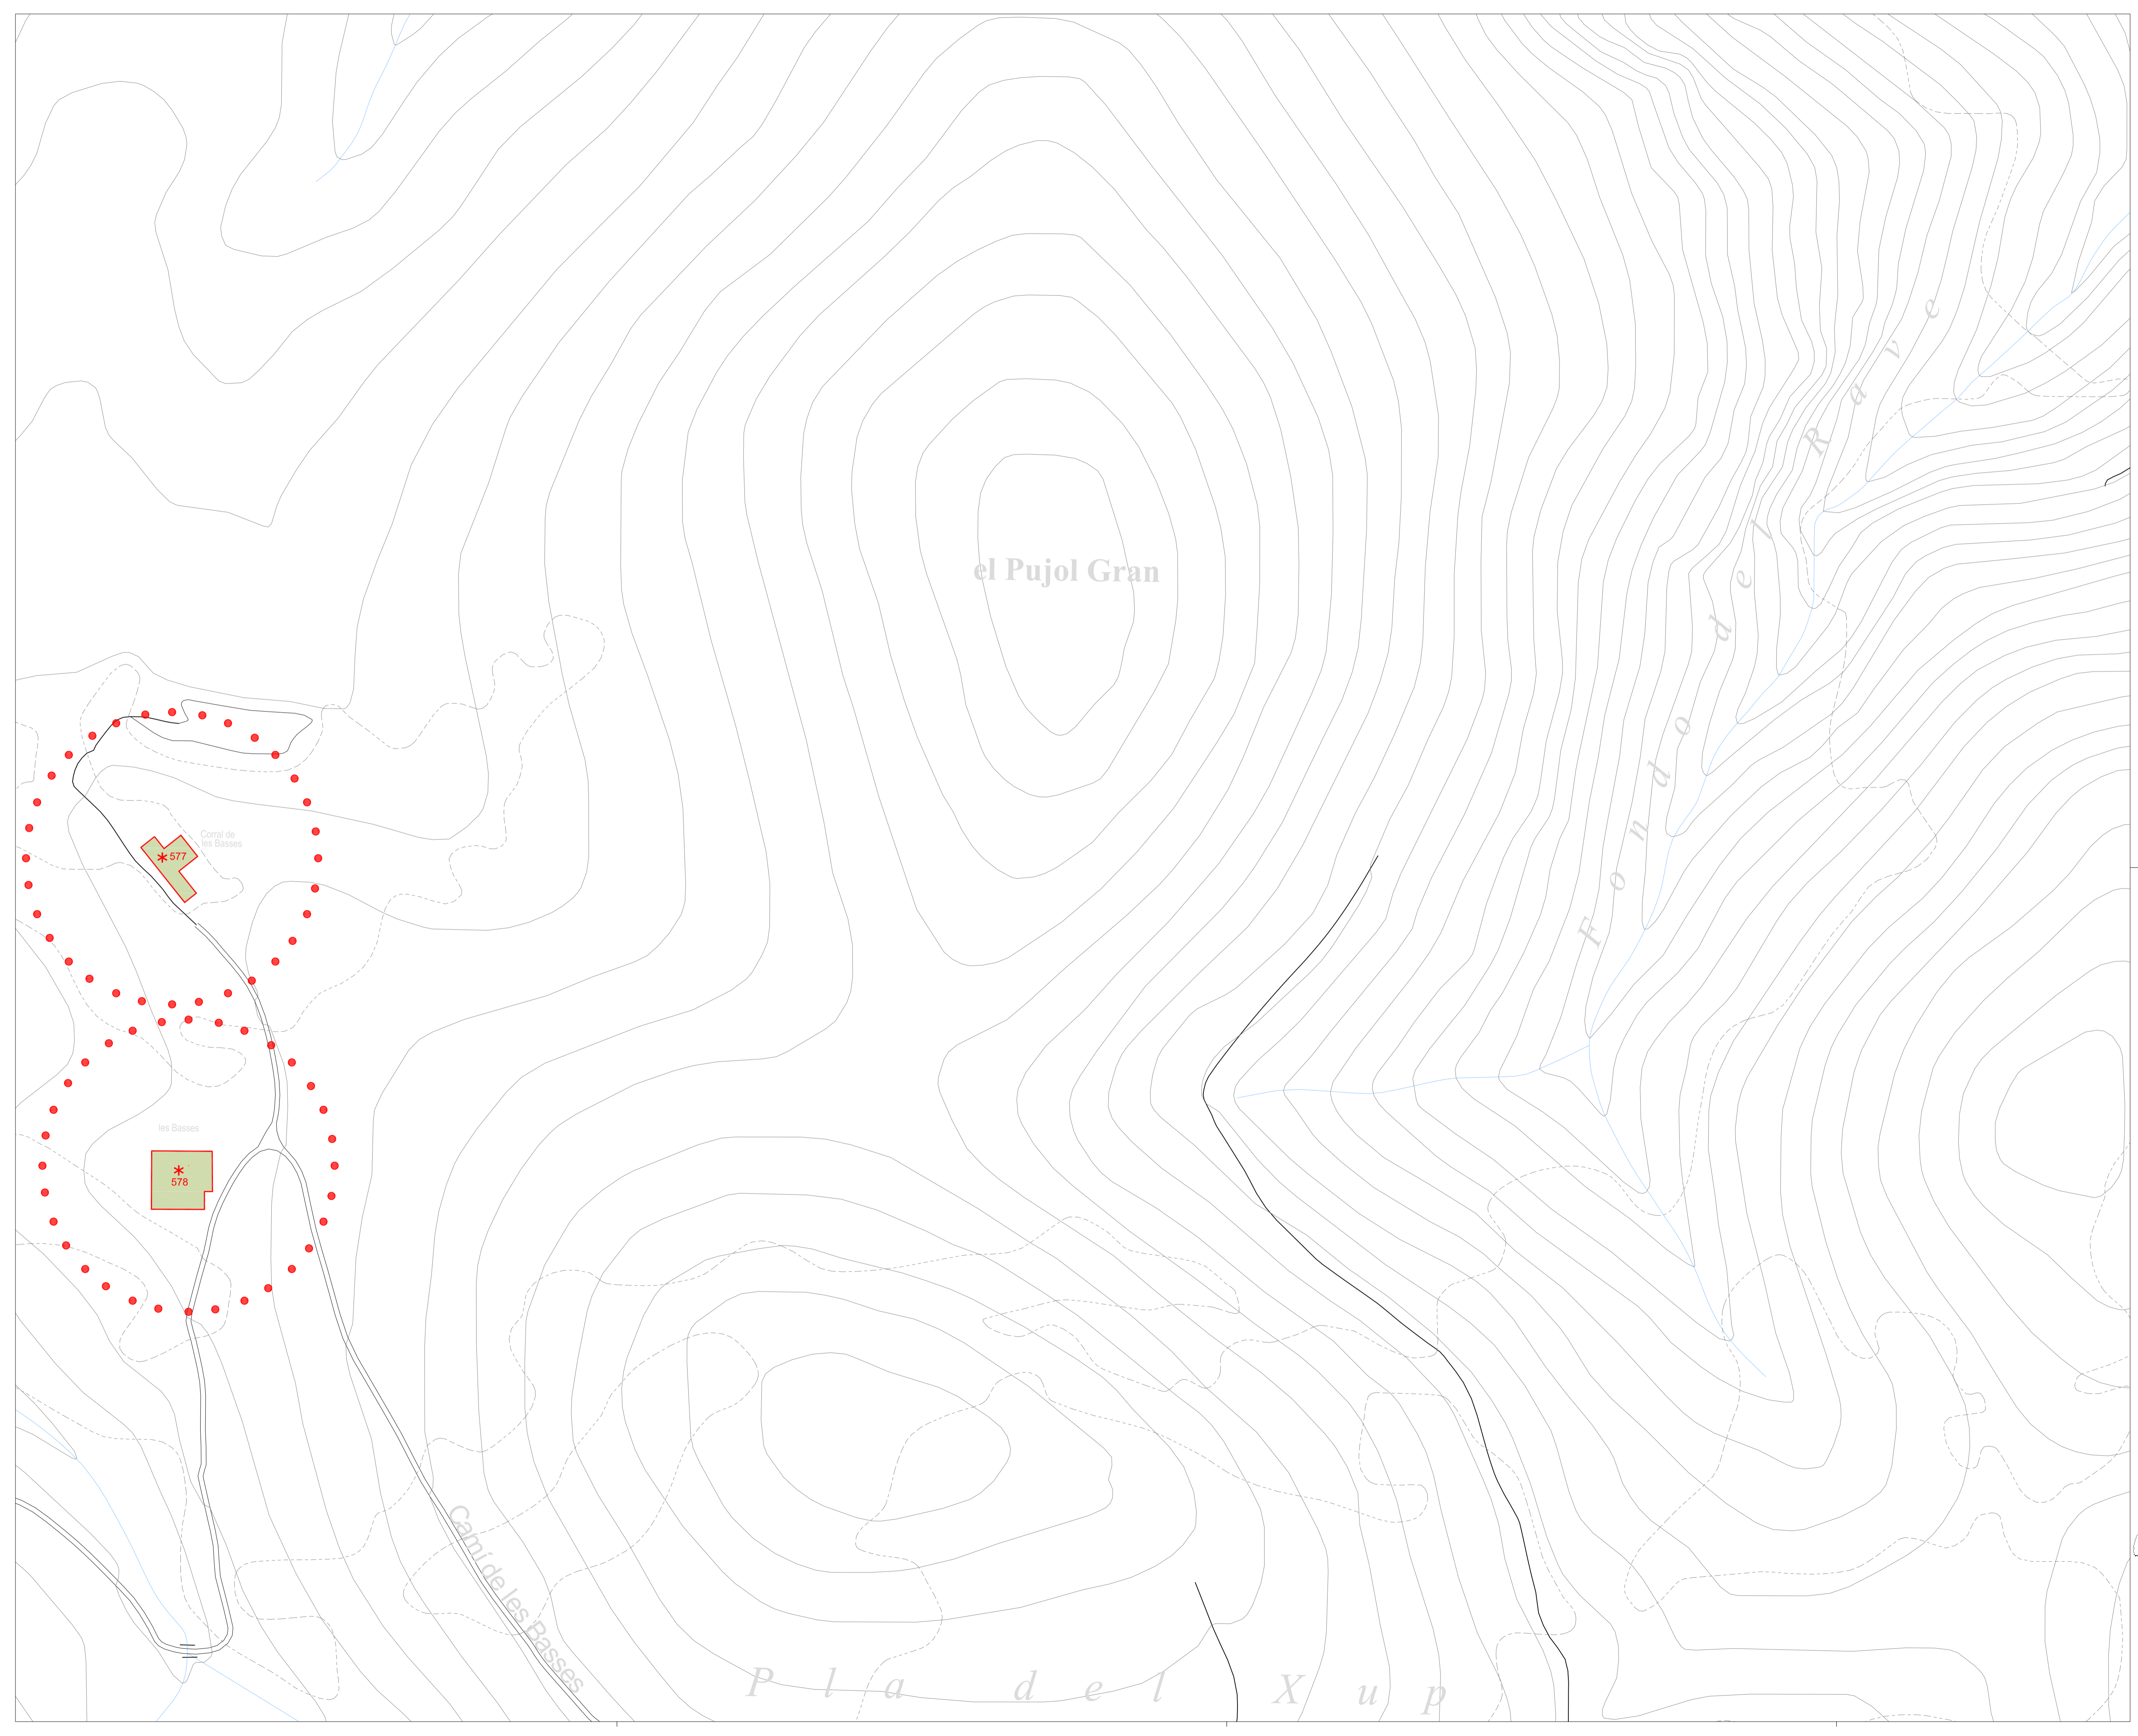 el Pujol Gran
Fondo del Rave
Corral de
les Basses
577
les Basses
578
Camí de les Basses
Pla del Xup